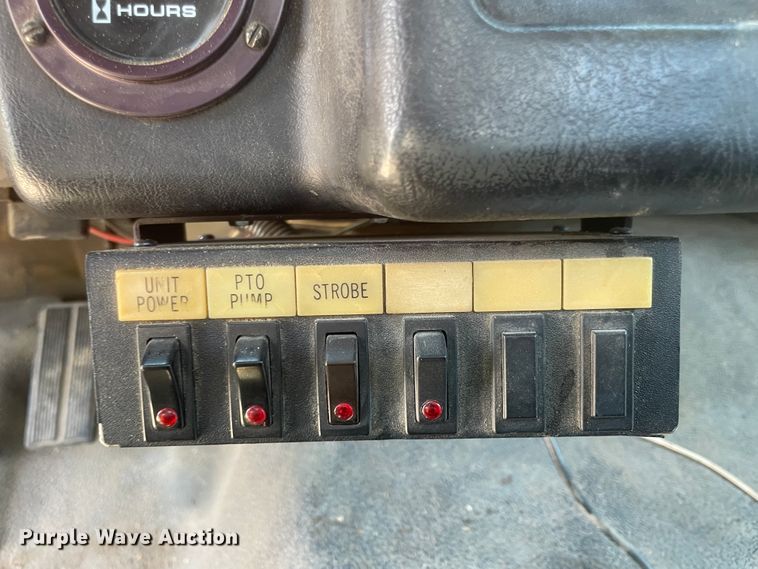 HOURS
UNIT PTO STROBE
POWER PUMP
Purple Wave Auction